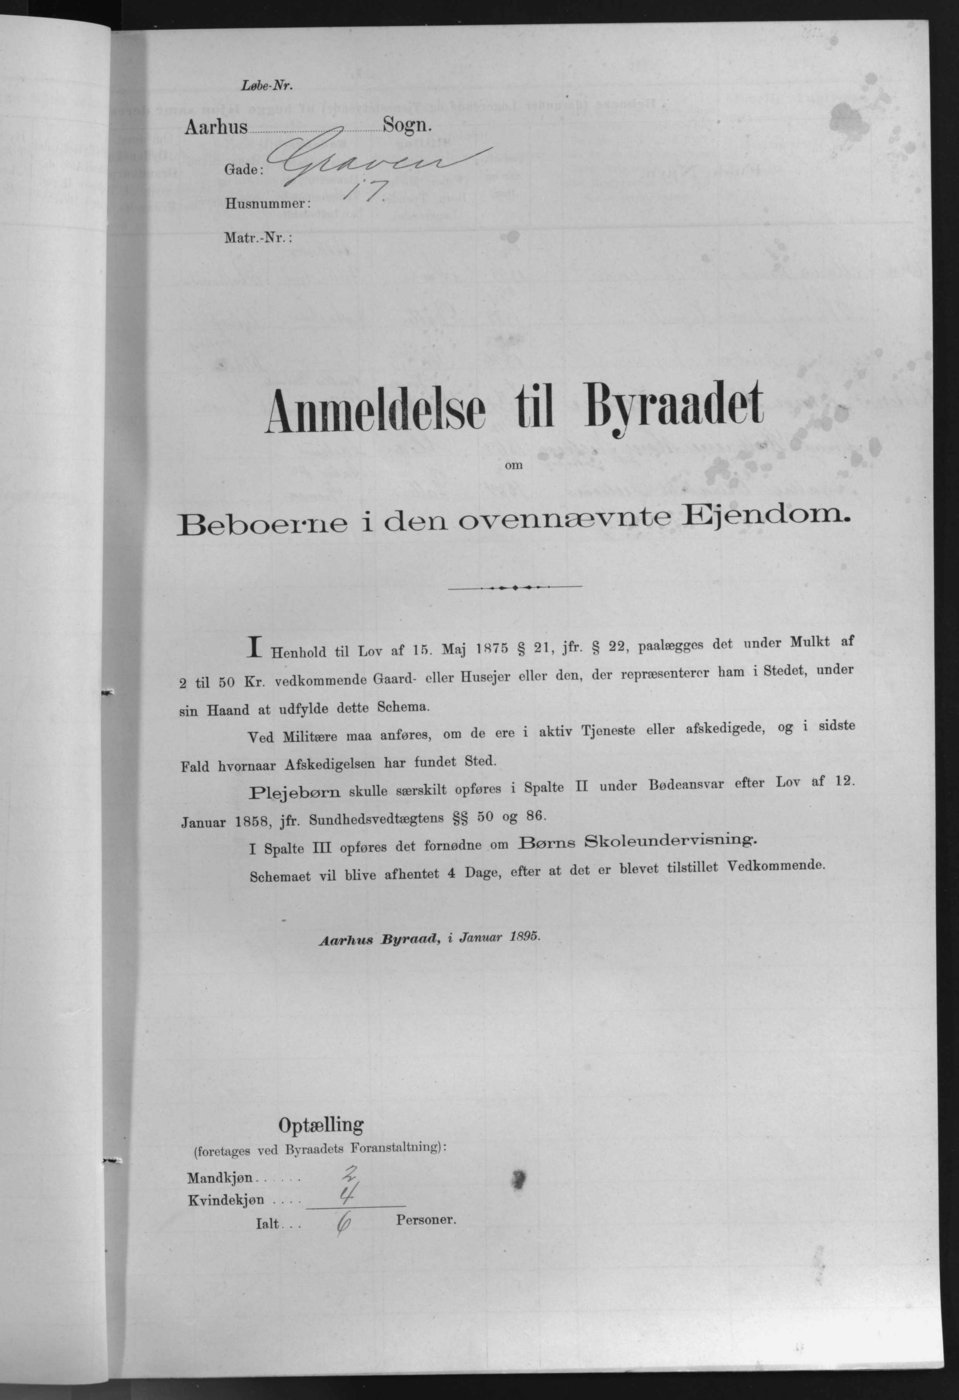 Løbe-Nr.
Aarhus Sogn.
Gade: Graven
Husnummer: 17.
Matr.-Nr.:
Anmeldelse til Byraadet
om
Beboerne i den ovennævnte Ejendom.
I Henhold til Lov af 15. Maj 1875 § 21, jfr. § 22, paalægges det under Mulkt af
2 til 50 Kr. vedkommende Gaard- eller Husejer eller den, der repræsenterer ham i Stedet, under
sin Haand at udfylde dette Schema.
Ved Militære maa anføres, om de ere i aktiv Tjeneste eller afskedigede, og i sidste
Fald hvornaar Afskedigelsen har fundet Sted.
Plejebørn skulle særskilt opføres i Spalte II under Bødeansvar efter Lov af 12.
Januar 1858, jfr. Sundhedsvedtægtens §§ 50 og 86.
I Spalte III opføres det fornødne om Børns Skoleundervisning.
Schemaet vil blive afhentet 4 Dage, efter at det er blevet tilstillet Vedkommende.
Aarhus Byraad, i Januar 1895.
Optælling
(foretages ved Byraadets Foranstaltning):
Mandkjøn...... 2
Kvindekjøn .... 4
Ialt... 6 Personer.